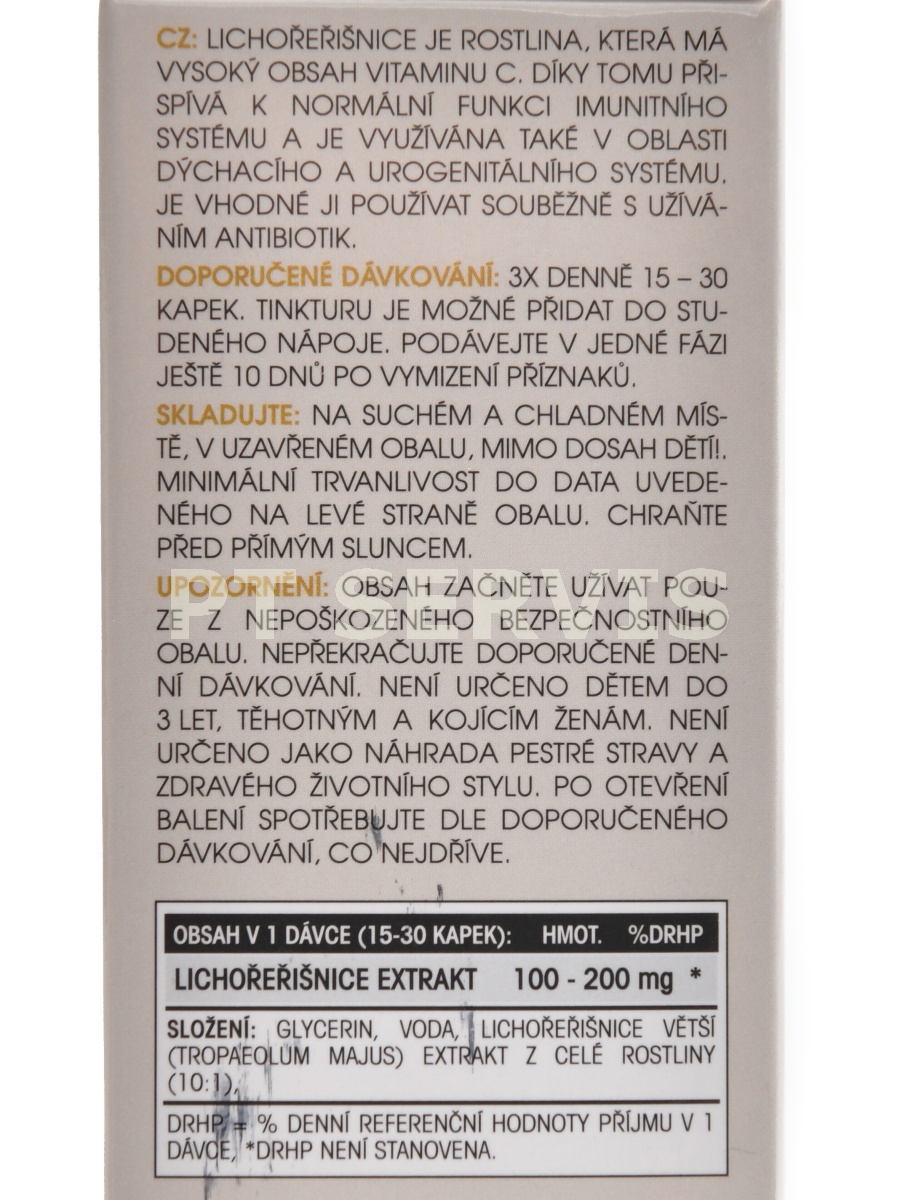 CZ: LICHOŘEŘIŠNICE JE ROSTLINA, KTERÁ MÁ
VYSOKÝ OBSAH VITAMINU C. DÍKY TOMU PŘI-
SPÍVÁ K NORMÁLNÍ FUNKCI IMUNITNÍHO
SYSTÉMU A JE VYUŽÍVÁNA TAKÉ V OBLASTI
DÝCHACÍHO A UROGENITÁLNÍHO SYSTÉMU.
JE VHODNÉ JI POUŽÍVAT SOUBĚŽNĚ S UŽÍVÁ-
NÍM ANTIBIOTIK.
DOPORUČENÉ DÁVKOVÁNÍ: 3X DENNĚ 15 – 30
KAPEK. TINKTURU JE MOŽNÉ PŘIDAT DO STU-
DENÉHO NÁPOJE. PODÁVEJTE V JEDNÉ FÁZI
JEŠTĚ 10 DNŮ PO VYMIZENÍ PŘÍZNAKŮ.
SKLADUJTE: NA SUCHÉM A CHLADNÉM MÍS-
TĚ, V UZAVŘENÉM OBALU, MIMO DOSAH DĚTÍ!.
MINIMÁLNÍ TRVANLIVOST DO DATA UVEDE-
NÉHO NA LEVÉ STRANĚ OBALU. CHRAŇTE
PŘED PŘÍMÝM SLUNCEM.
UPOZORNĚNÍ: OBSAH ZAČNĚTE UŽÍVAT POU-
PT SERVIS
ZE Z NEPOŠKOZENÉHO BEZPEČNOSTNÍHO
OBALU. NEPŘEKRAČUJTE DOPORUČENÉ DEN-
NÍ DÁVKOVÁNÍ. NENÍ URČENO DĚTEM DO
3 LET, TĚHOTNÝM A KOJÍCÍM ŽENÁM. NENÍ
URČENO JAKO NÁHRADA PESTRÉ STRAVY A
ZDRAVÉHO ŽIVOTNÍHO STYLU. PO OTEVŘENÍ
BALENÍ SPOTŘEBUJTE DLE DOPORUČENÉHO
DÁVKOVÁNÍ, CO NEJDŘÍVE.
OBSAH V 1 DÁVCE (15-30 KAPEK): HMOT. %DRHP
LICHOŘEŘIŠNICE EXTRAKT 100 - 200 mg *
SLOŽENÍ: GLYCERIN, VODA, LICHOŘEŘIŠNICE VĚTŠÍ
(TROPAEOLUM MAJUS) EXTRAKT Z CELÉ ROSTLINY
(10:1),
DRHP = % DENNÍ REFERENČNÍ HODNOTY PŘÍJMU V 1
DÁVCE, *DRHP NENÍ STANOVENA.